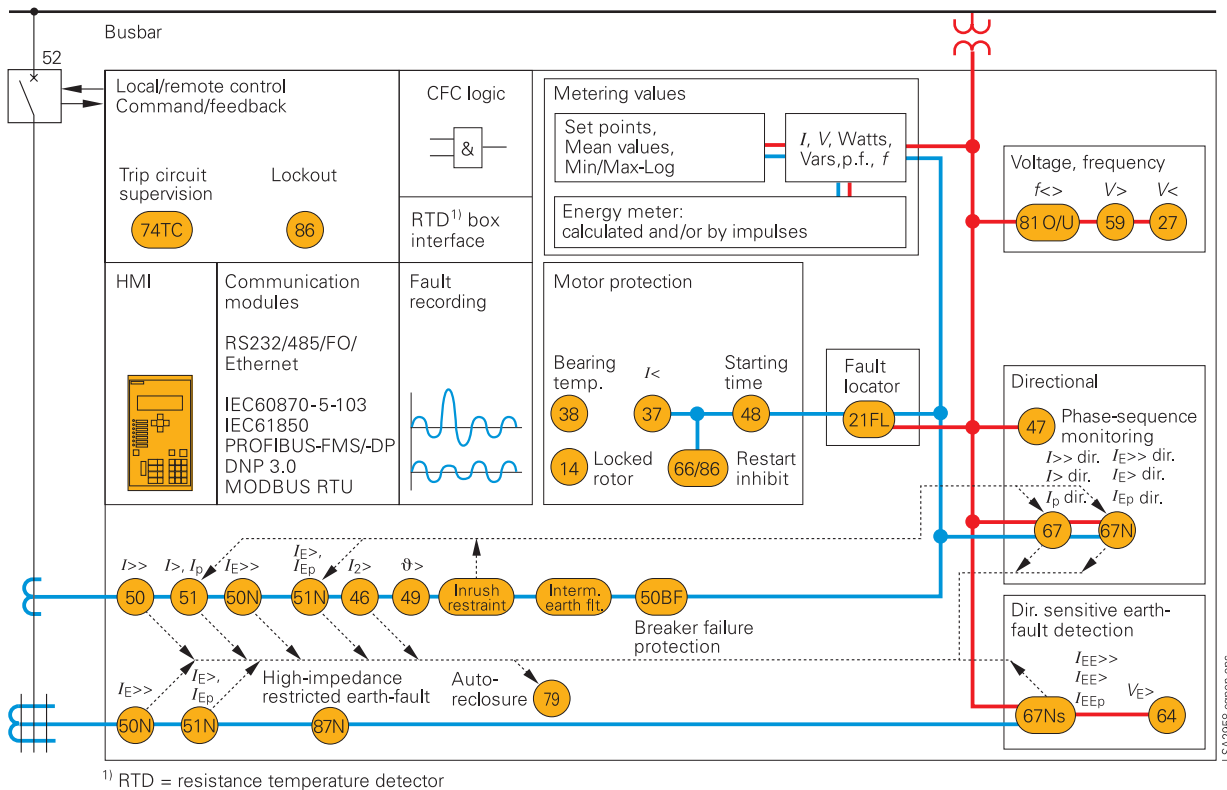 Busbar
52
Local/remote control
Command/feedback
Trip circuit
supervision
74TC
Lockout
86
CFC logic
&
RTD1) box
interface
Metering values
Set points,
Mean values,
Min/Max-Log
I, V, Watts,
Vars, p.f., f
Energy meter:
calculated and/or by impulses
Voltage, frequency
f<> V> V<
81 O/U 59 27
HMI
Communication
modules
RS232/485/FO/
Ethernet
IEC60870-5-103
IEC61850
PROFIBUS-FMS/-DP
DNP 3.0
MODBUS RTU
Fault
recording
Motor protection
Bearing
temp.
38
I<
37
Starting
time
48
14
Locked
rotor
66/86
Restart
inhibit
Fault
locator
21FL
Directional
47
Phase-sequence
monitoring
I>> dir.
I> dir.
Ip dir.
IE>> dir.
IE> dir.
IEp dir.
67 67N
I>> I>, Ip IE>> IE>, IEp I2> ϑ>
50 51 50N 51N 46 49
Inrush
restraint
Interm.
earth flt.
50BF
Breaker failure
protection
Dir. sensitive earth-
fault detection
IEE>>
IEE>
IEEp
VE>
67Ns 64
IE>> IE>,
IEp
High-impedance
restricted earth-fault
Auto-
reclosure
79
50N 51N 87N
1) RTD = resistance temperature detector